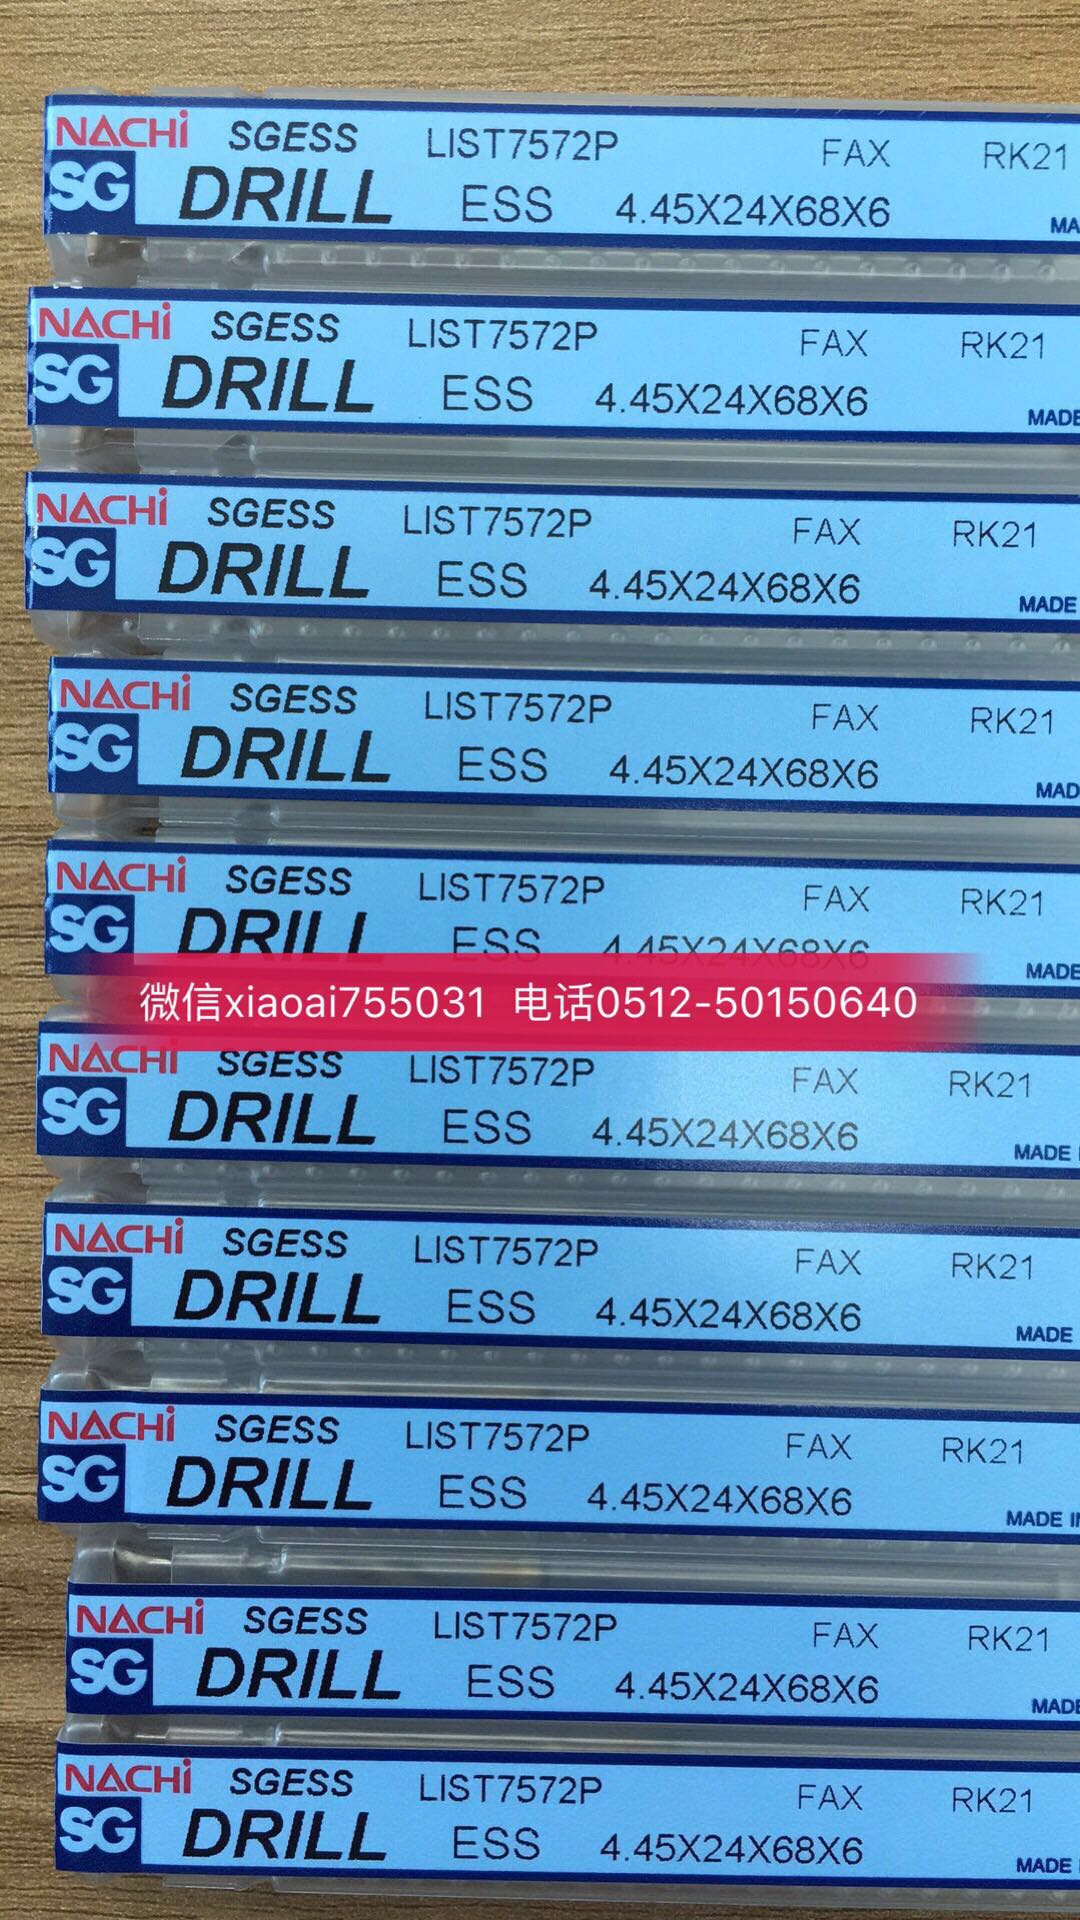 NACHi SGESS LIST7572P FAX RK21
SG DRILL ESS 4.45X24X68X6
NACHi SGESS LIST7572P FAX RK21
SG DRILL ESS 4.45X24X68X6
MADE
NACHi SGESS LIST7572P FAX RK21
SG DRILL ESS 4.45X24X68X6
MADE
NACHi SGESS LIST7572P FAX RK21
SG DRILL ESS 4.45X24X68X6
NACHi SGESS LIST7572P FAX RK21
SG DRILL ESS 4.45X24X68X6
MADE
微信xiaoai755031 电话0512-50150640
NACHi SGESS LIST7572P FAX RK21
SG DRILL ESS 4.45X24X68X6
MADE
NACHi SGESS LIST7572P FAX RK21
SG DRILL ESS 4.45X24X68X6
MADE
NACHi SGESS LIST7572P FAX RK21
SG DRILL ESS 4.45X24X68X6
MADE IN
NACHi SGESS LIST7572P FAX RK21
SG DRILL ESS 4.45X24X68X6
MADE
NACHi SGESS LIST7572P FAX RK21
SG DRILL ESS 4.45X24X68X6
MADE